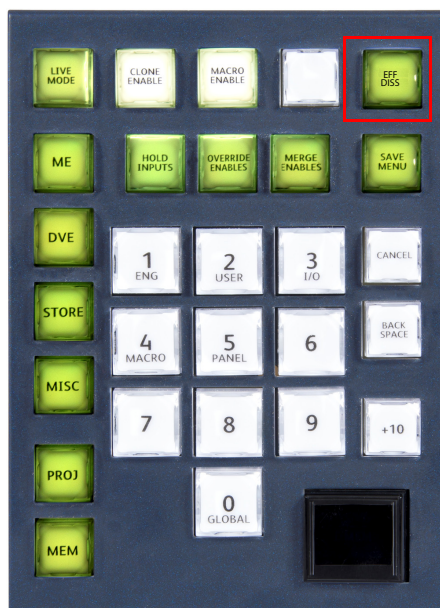 LIVE
MODE
CLONE
ENABLE
MACRO
ENABLE
EFF
DISS
ME
HOLD
INPUTS
OVERRIDE
ENABLES
MERGE
ENABLES
SAVE
MENU
DVE
1
ENG
2
USER
3
I/O
CANCEL
STORE
4
MACRO
5
PANEL
6
BACK
SPACE
MISC
7
8
9
+10
PROJ
0
GLOBAL
MEM